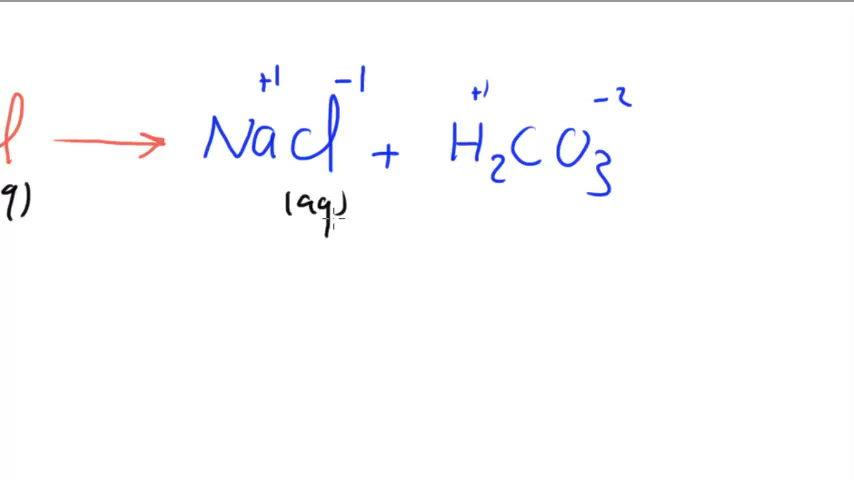 +1 -1 +1 -2
l → NaCl + H₂CO₃
q) (aq)